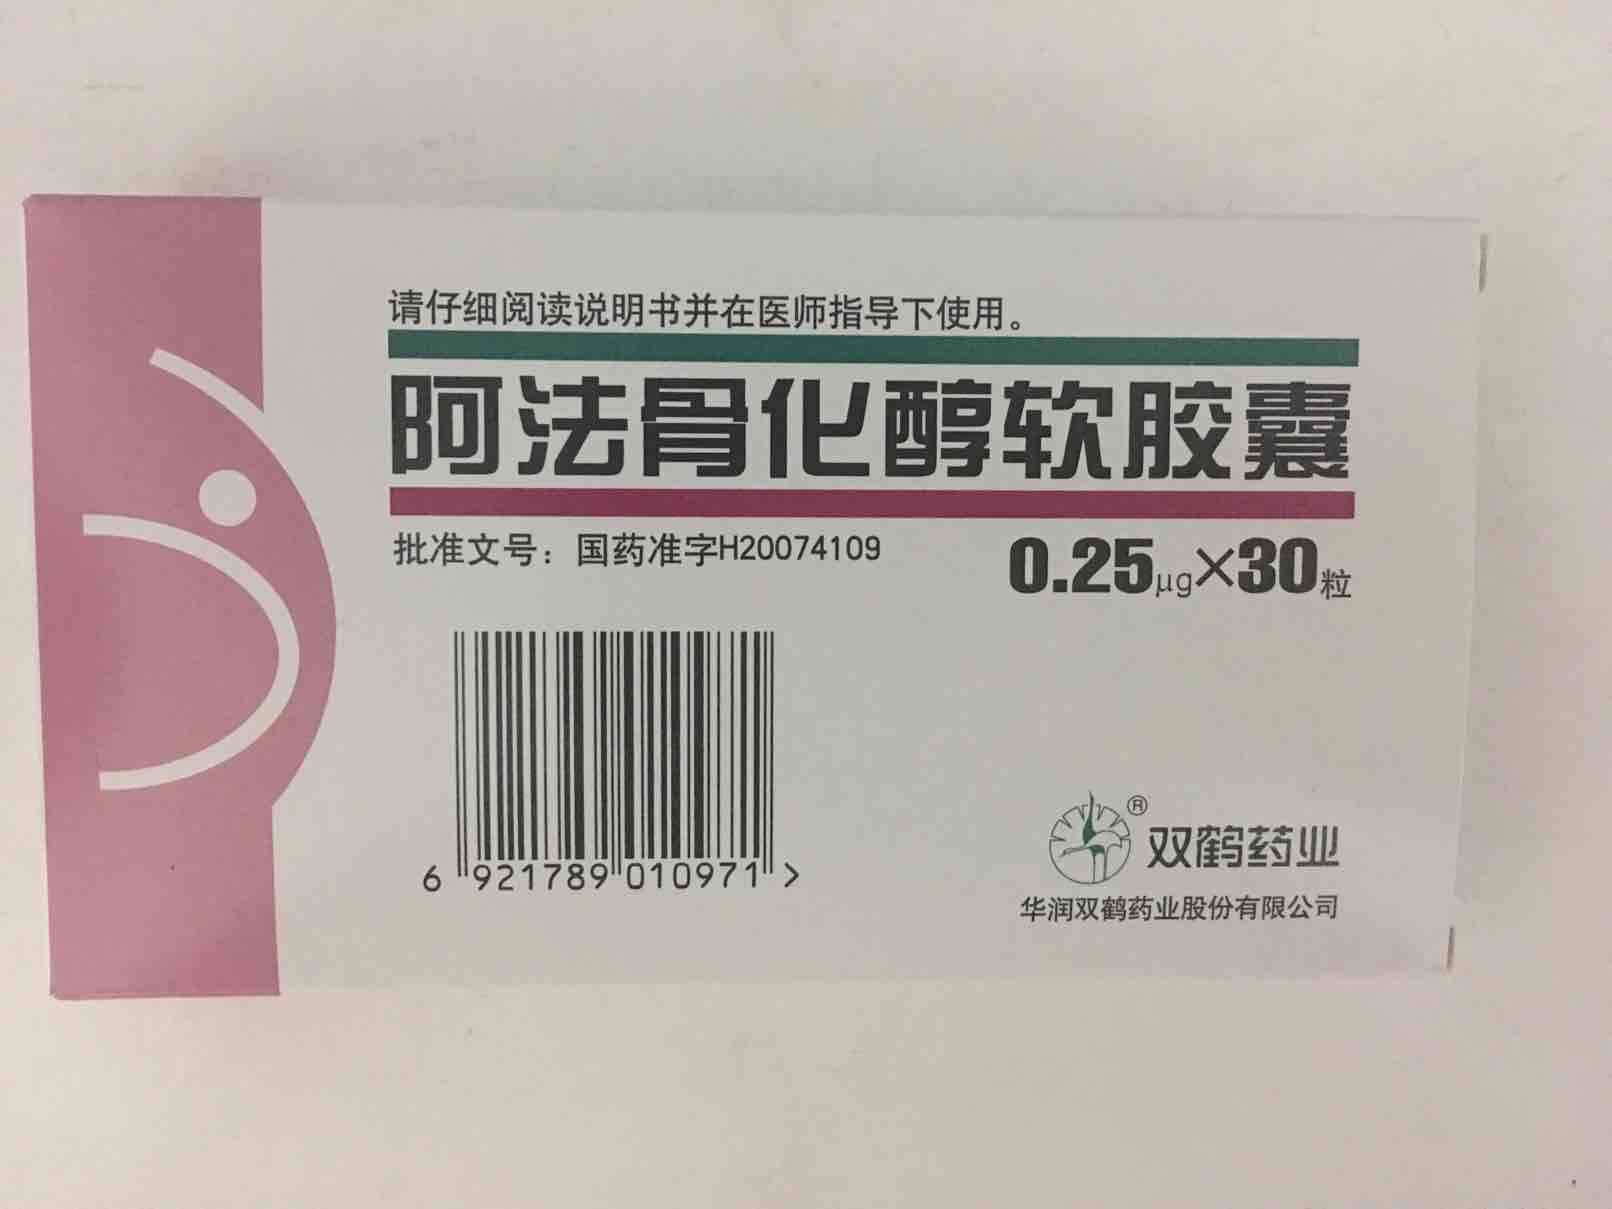 请仔细阅读说明书并在医师指导下使用。
阿法骨化醇软胶囊
批准文号：国药准字H20074109
0.25μg×30粒
6 921789 010971 >
® 双鹤药业
华润双鹤药业股份有限公司